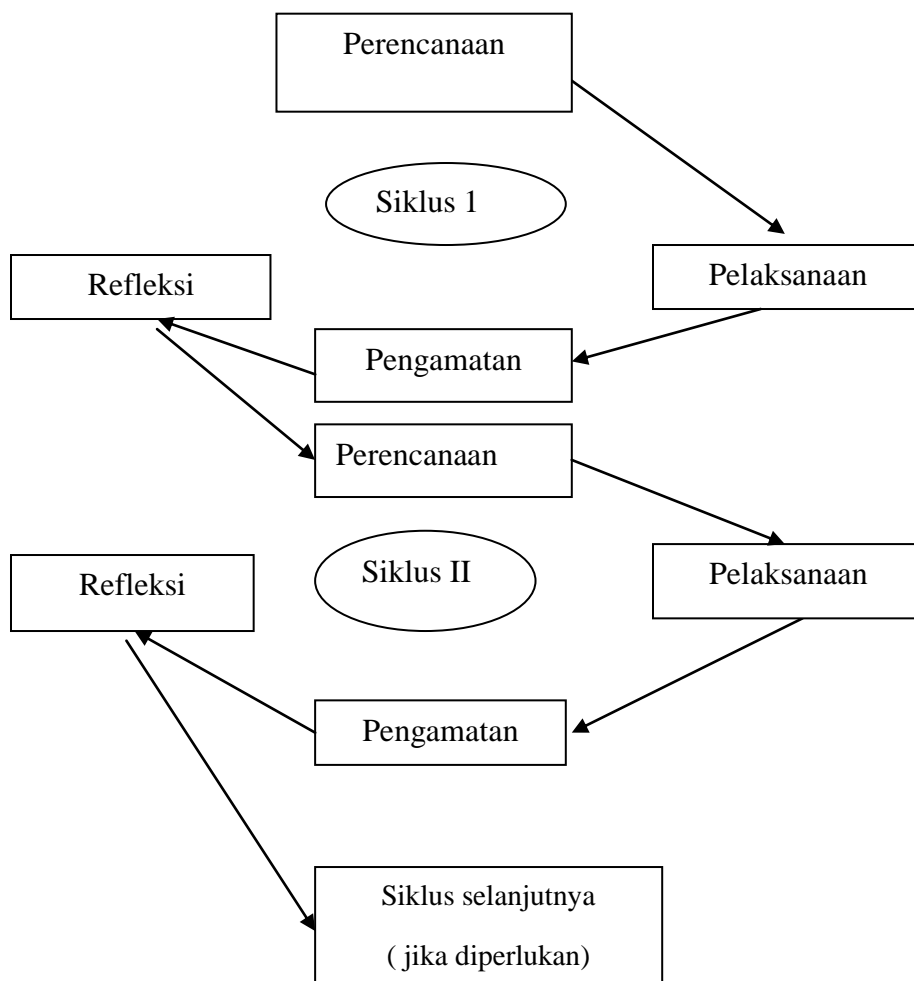 Perencanaan
Siklus 1
Refleksi
Pelaksanaan
Pengamatan
Perencanaan
Siklus II
Refleksi
Pelaksanaan
Pengamatan
Siklus selanjutnya
( jika diperlukan)